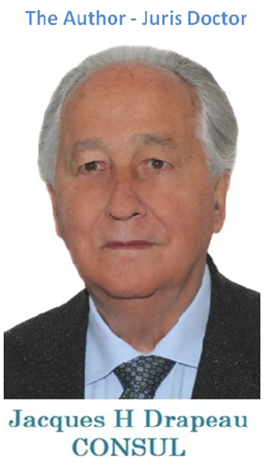 The Author - Juris Doctor
Jacques H Drapeau
CONSUL